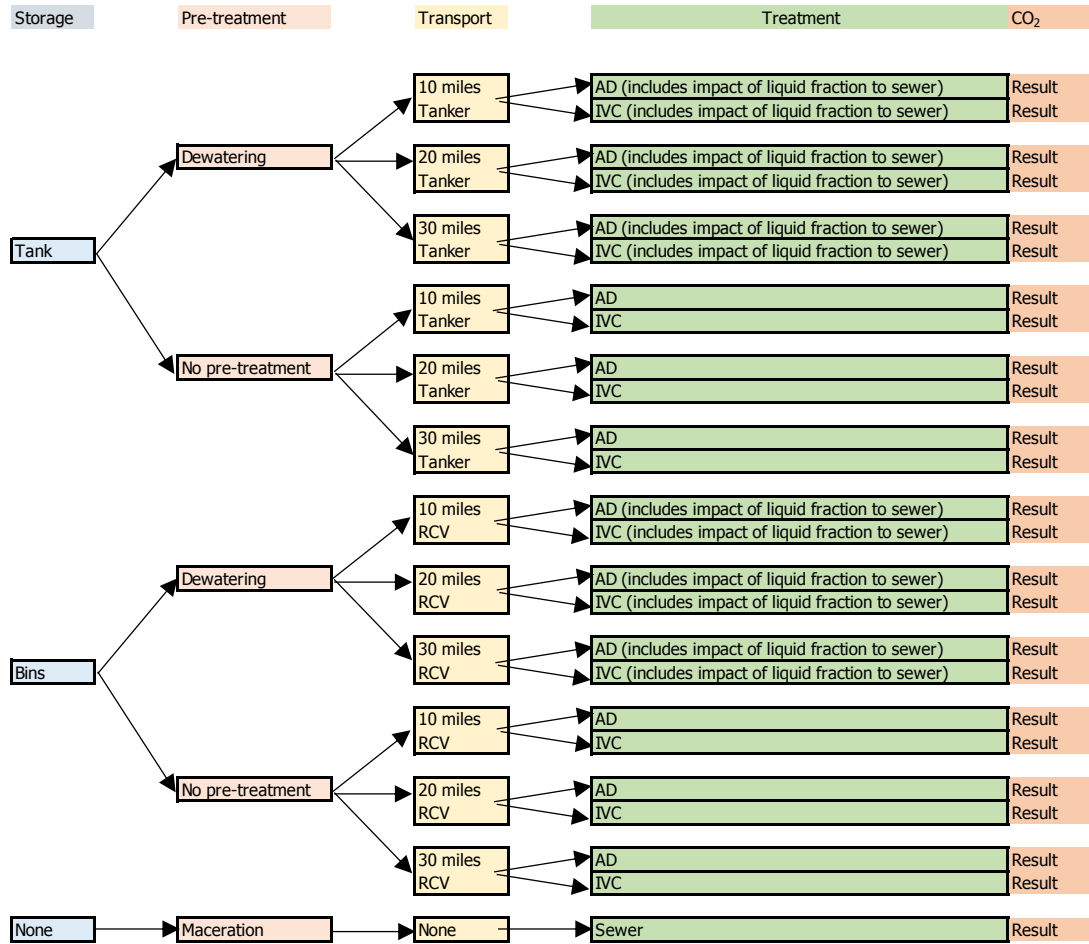 Storage Pre-treatment Transport Treatment CO₂
10 miles AD (includes impact of liquid fraction to sewer) Result
Tanker IVC (includes impact of liquid fraction to sewer) Result
Dewatering 20 miles AD (includes impact of liquid fraction to sewer) Result
Tanker IVC (includes impact of liquid fraction to sewer) Result
30 miles AD (includes impact of liquid fraction to sewer) Result
Tank Tanker IVC (includes impact of liquid fraction to sewer) Result
10 miles AD Result
Tanker IVC Result
No pre-treatment 20 miles AD Result
Tanker IVC Result
30 miles AD Result
Tanker IVC Result
10 miles AD (includes impact of liquid fraction to sewer) Result
RCV IVC (includes impact of liquid fraction to sewer) Result
Dewatering 20 miles AD (includes impact of liquid fraction to sewer) Result
RCV IVC (includes impact of liquid fraction to sewer) Result
30 miles AD (includes impact of liquid fraction to sewer) Result
Bins RCV IVC (includes impact of liquid fraction to sewer) Result
10 miles AD Result
RCV IVC Result
No pre-treatment 20 miles AD Result
RCV IVC Result
30 miles AD Result
RCV IVC Result
None Maceration None Sewer Result